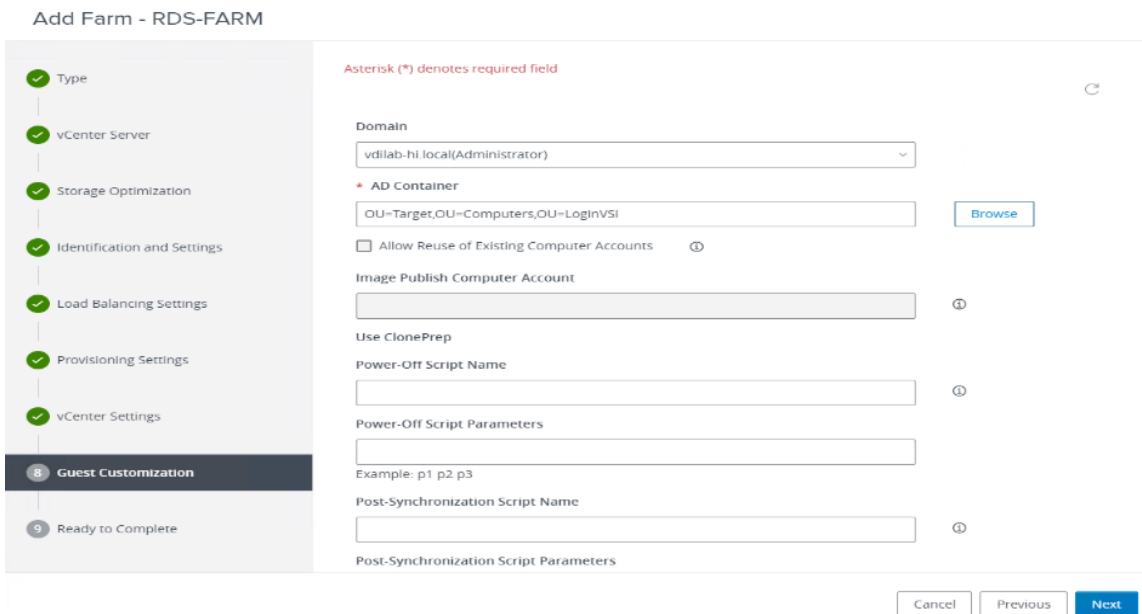 Add Farm - RDS-FARM
Type
vCenter Server
Storage Optimization
Identification and Settings
Load Balancing Settings
Provisioning Settings
vCenter Settings
8 Guest Customization
9 Ready to Complete
Asterisk (*) denotes required field
Domain
vdilab-hi.local(Administrator)
* AD Container
OU=Target,OU=Computers,OU=LoginVSI
Browse
Allow Reuse of Existing Computer Accounts
Image Publish Computer Account
Use ClonePrep
Power-Off Script Name
Power-Off Script Parameters
Example: p1 p2 p3
Post-Synchronization Script Name
Post-Synchronization Script Parameters
Cancel Previous Next